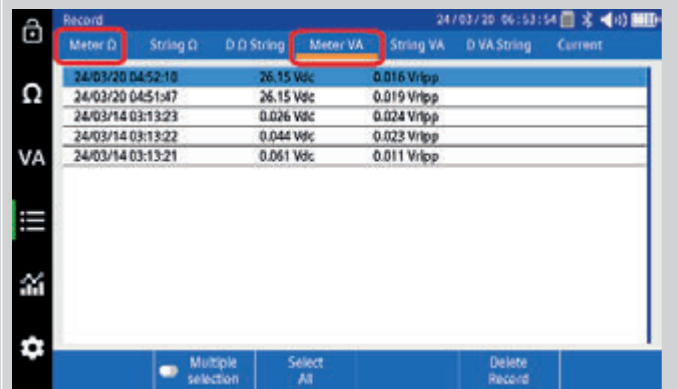 Record 24/03/20 06:53:54
Meter Ω String Ω D Ω String Meter VA String VA D VA String Current
24/03/20 04:52:10 26.15 Vdc 0.016 Vripp
24/03/20 04:51:47 26.15 Vdc 0.019 Vripp
24/03/14 03:13:23 0.026 Vdc 0.024 Vripp
24/03/14 03:13:22 0.044 Vdc 0.023 Vripp
24/03/14 03:13:21 0.061 Vdc 0.011 Vripp
Ω
VA
Multiple Select Delete
selection All Record